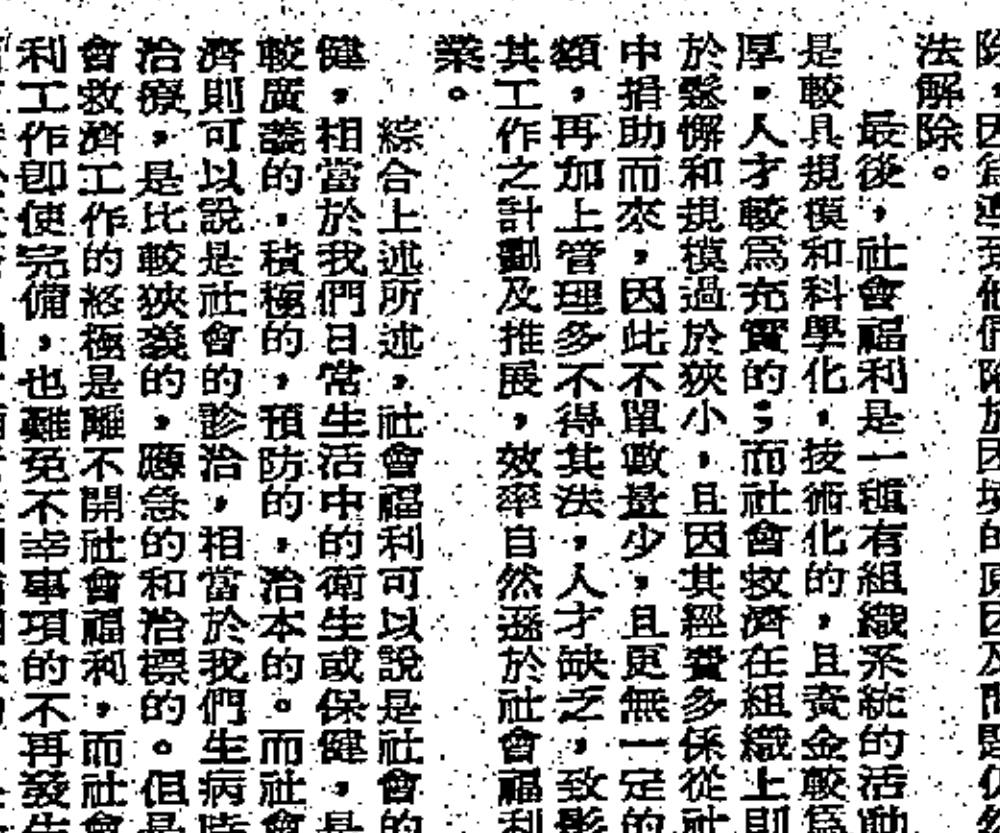 法解除。
最後，社會福利是一種有組織系統的活動
是較具規模和科學化，技術化的，且資金較為
厚，人才較爲充實的；而社會救濟在組織上則
於鬆懈和規模過於狹小，且因其經費多係從社
中捐助而來，因此不單數量少，且更無一定的
額，再加上管理多不得其法，人才缺乏，致影
其工作之計劃及推展，效率自然遜於社會福利
業。
綜合上述所述，社會福利可以說是社會的
健，相當於我們日常生活中的衛生或保健，是
較廣義的，積極的，預防的，治本的。而社會
濟則可以說是社會的診治，相當於我們生病時
治療，是比較狹義的，應急的和治標的。但是
會救濟工作的終極是離不開社會福利，而社會
利工作卽使完備，也難免不幸事項的不再發生